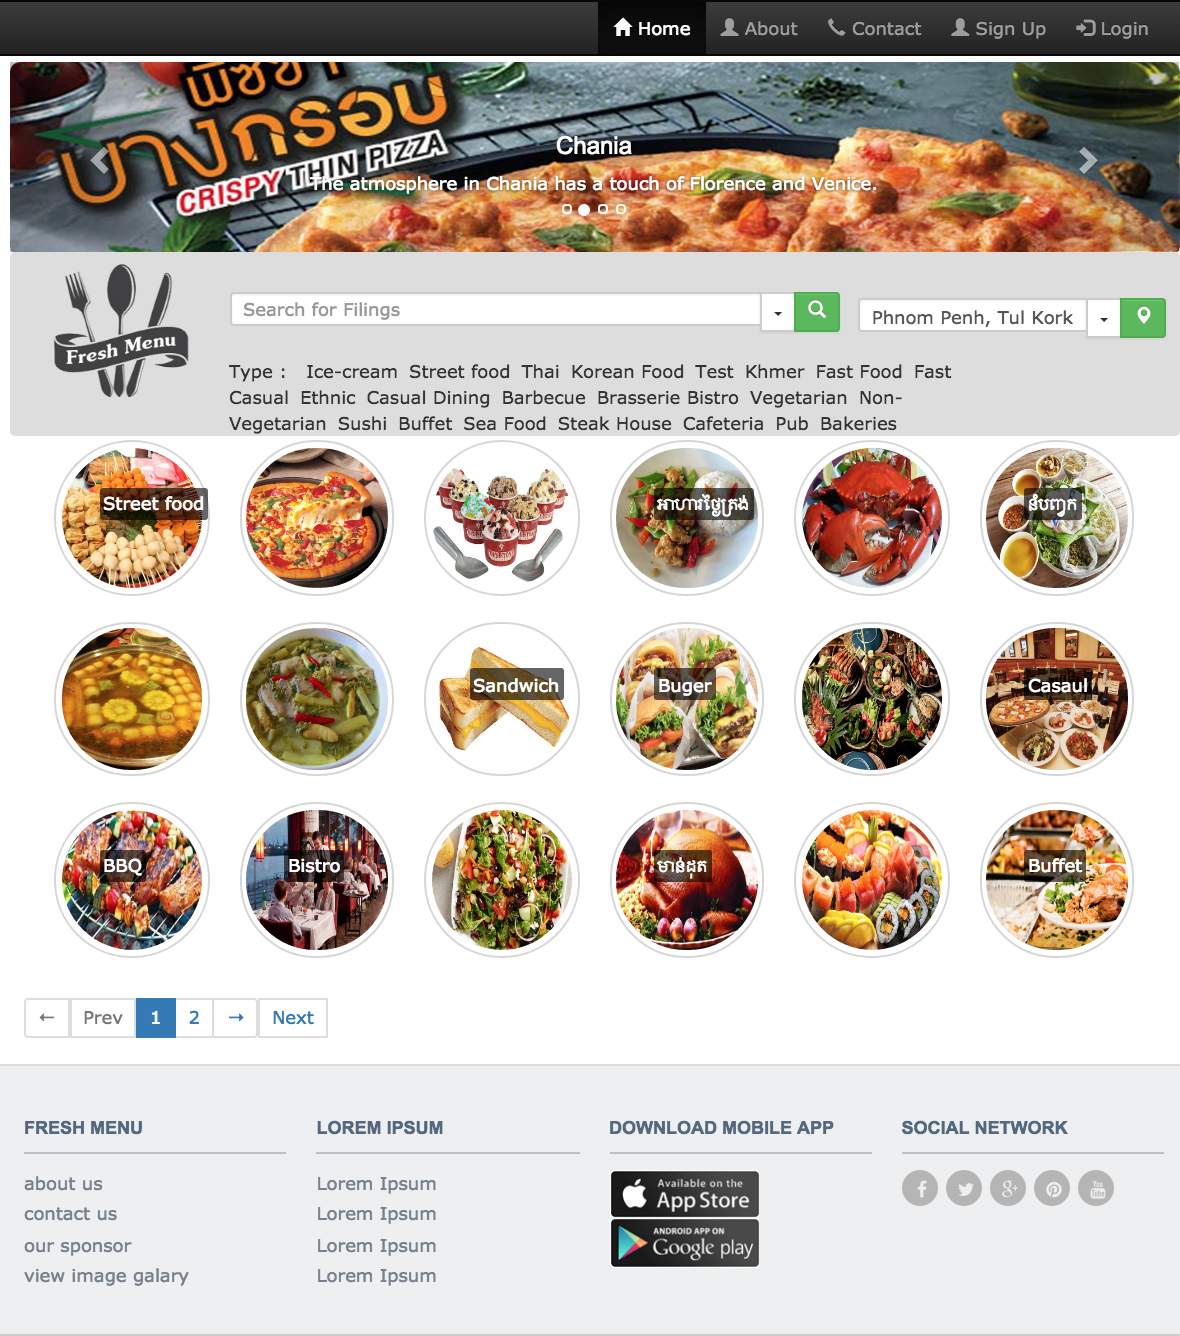 Home About Contact Sign Up Login
บางกรอบ
CRISPY THIN PIZZA
Chania
The atmosphere in Chania has a touch of Florence and Venice.
Fresh Menu
Search for Filings
Phnom Penh, Tul Kork
Type : Ice-cream Street food Thai Korean Food Test Khmer Fast Food Fast
Casual Ethnic Casual Dining Barbecue Brasserie Bistro Vegetarian Non-
Vegetarian Sushi Buffet Sea Food Steak House Cafeteria Pub Bakeries
Street food
អាហារថ្ងៃត្រង់
នំបញ្ចុក
Sandwich
Buger
Casaul
BBQ
Bistro
មាន់ដុត
Buffet
← Prev 1 2 → Next
FRESH MENU
about us
contact us
our sponsor
view image galary
LOREM IPSUM
Lorem Ipsum
Lorem Ipsum
Lorem Ipsum
Lorem Ipsum
DOWNLOAD MOBILE APP
Available on the
App Store
ANDROID APP ON
Google play
SOCIAL NETWORK
You
Tube